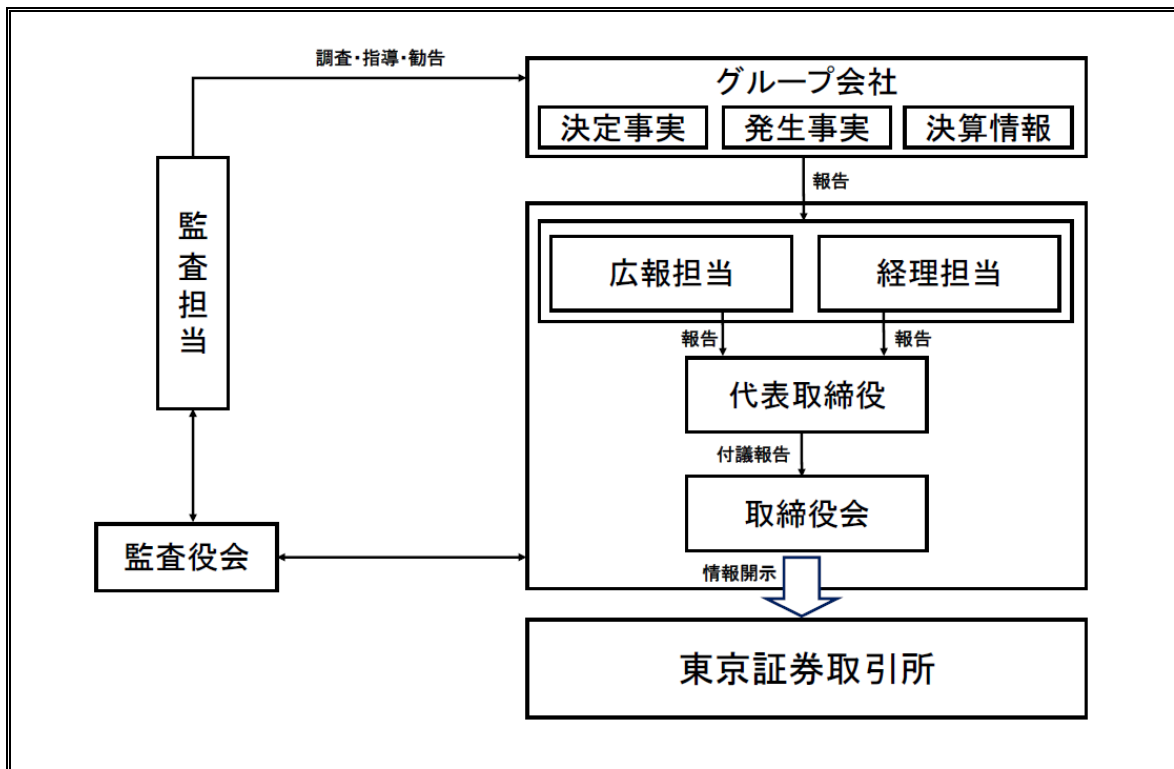 調査・指導・勧告
グループ会社
決定事実
発生事実
決算情報
報告
監査担当
広報担当
経理担当
報告
報告
代表取締役
付議報告
取締役会
監査役会
情報開示
東京証券取引所